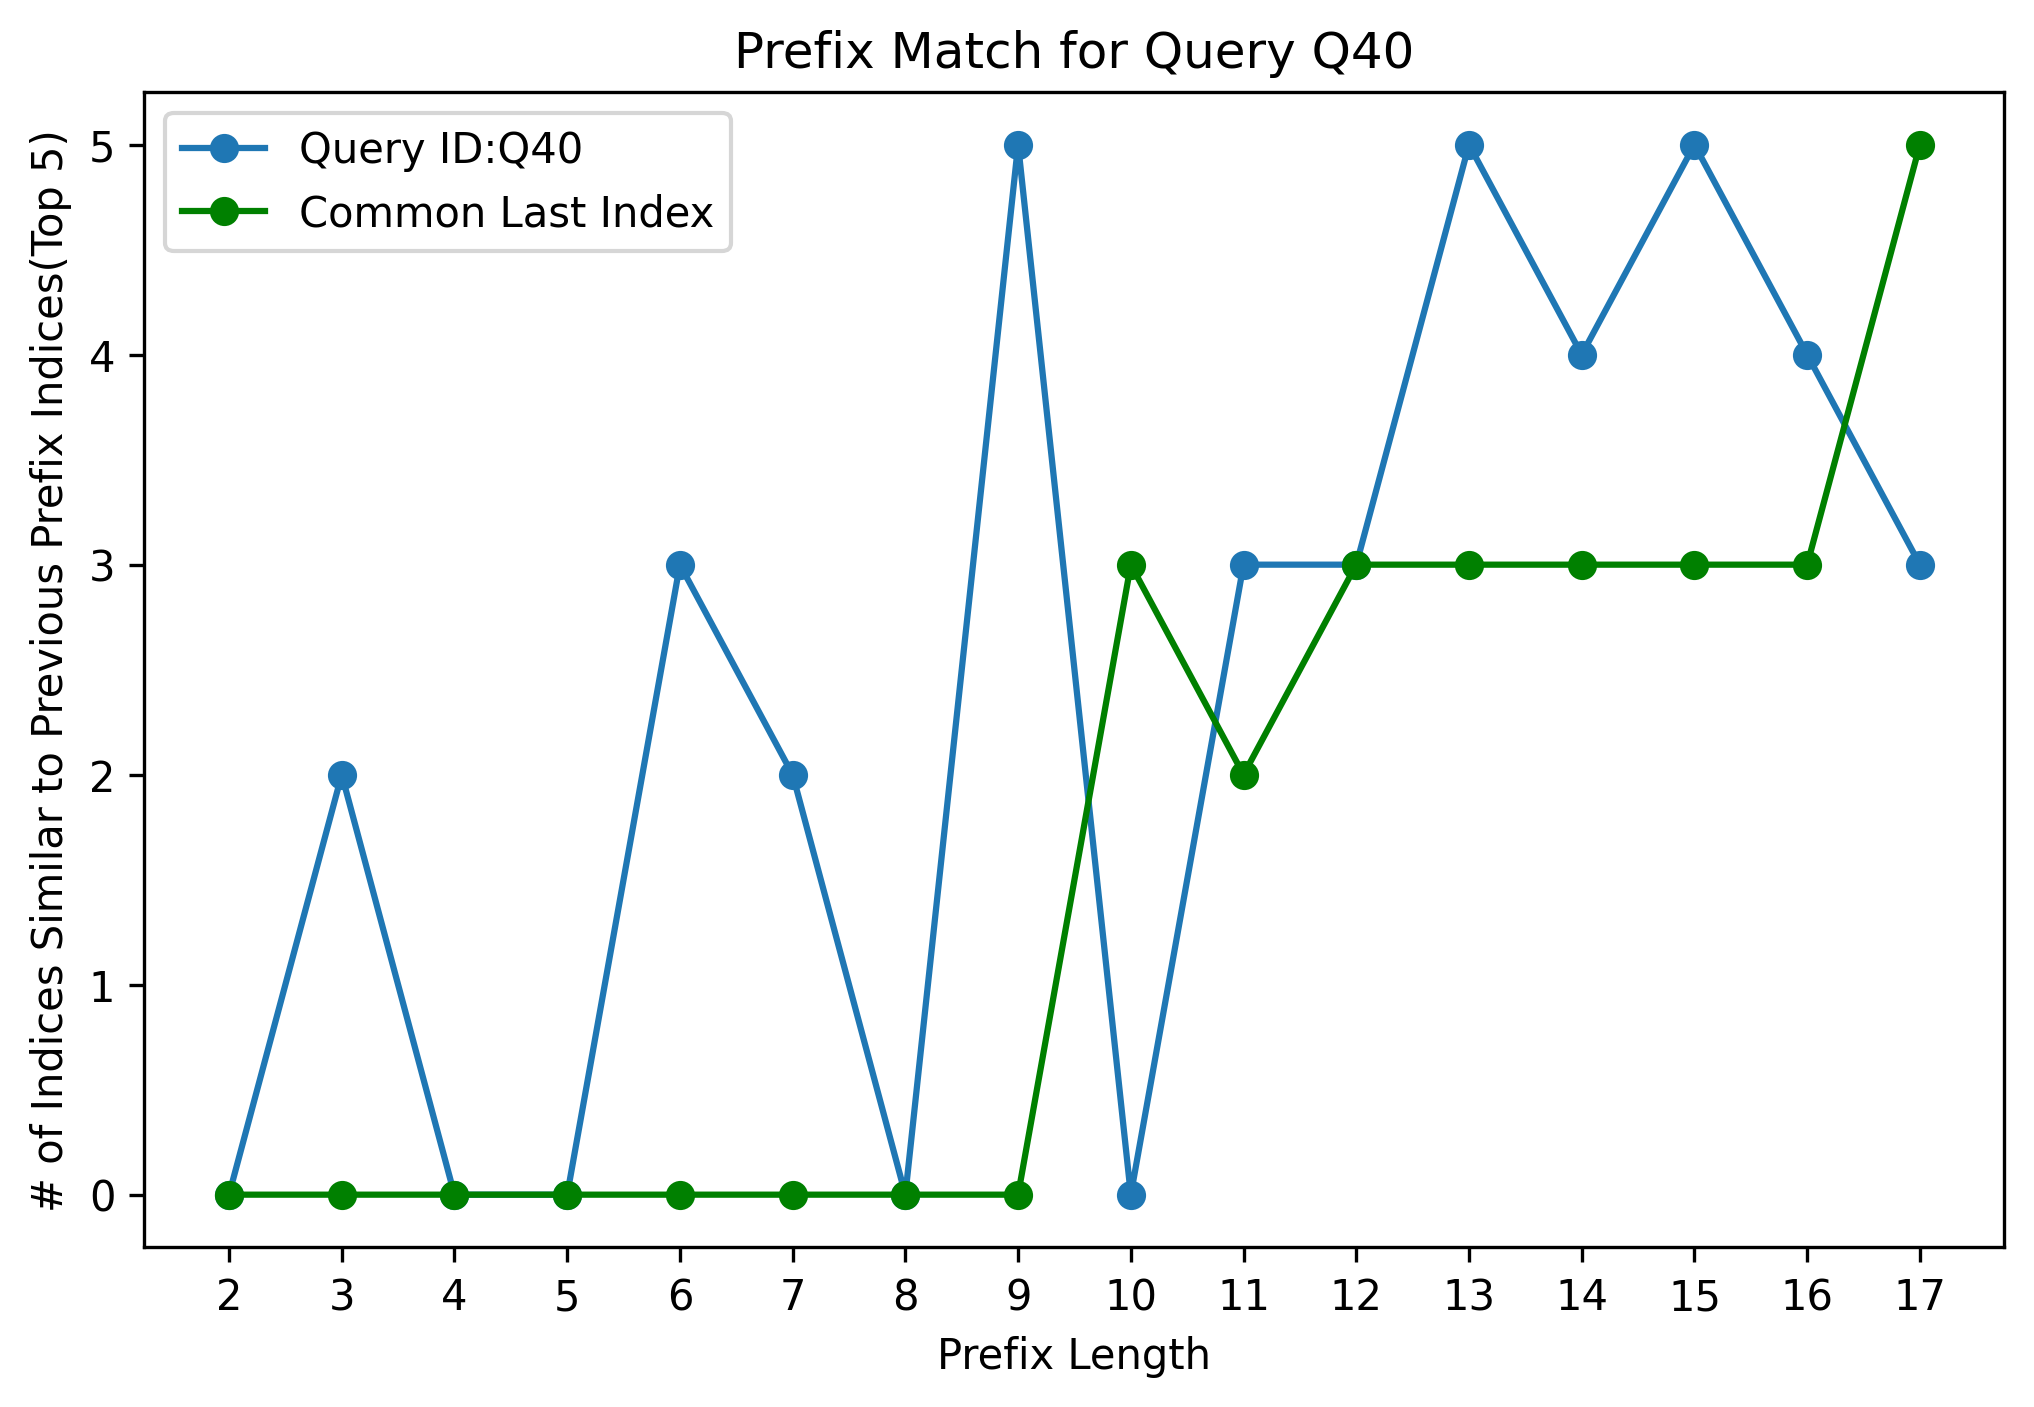 Prefix Match for Query Q40
Query ID:Q40
Common Last Index
# of Indices Similar to Previous Prefix Indices(Top 5)
5
4
3
2
1
0
2 3 4 5 6 7 8 9 10 11 12 13 14 15 16 17
Prefix Length